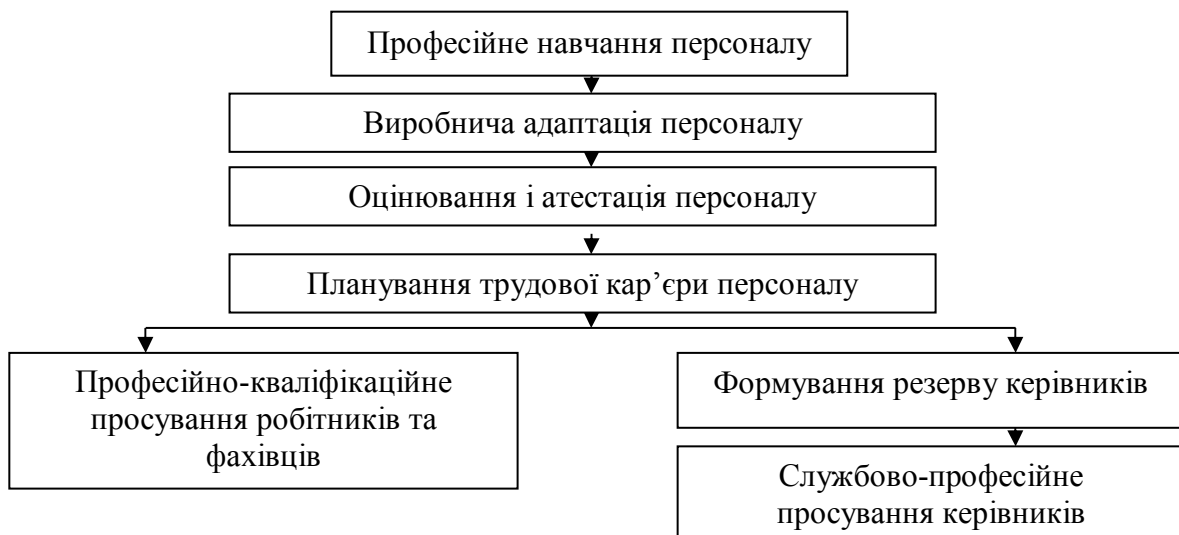 Професійне навчання персоналу
Виробнича адаптація персоналу
Оцінювання і атестація персоналу
Планування трудової кар’єри персоналу
Професійно-кваліфікаційне
просування робітників та
фахівців
Формування резерву керівників
Службово-професійне
просування керівників